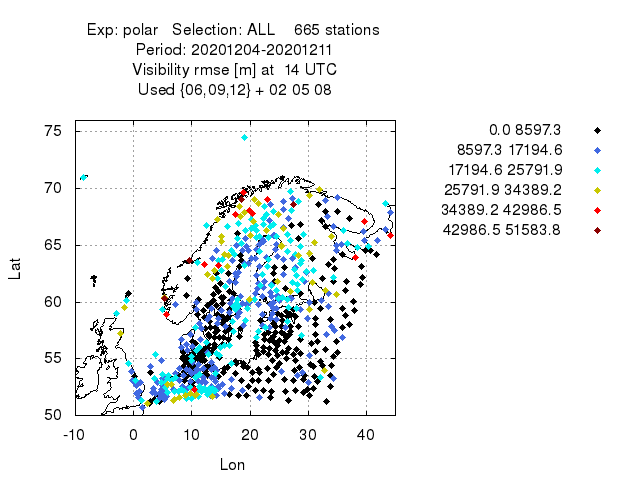 Exp: polar Selection: ALL 665 stations
Period: 20201204-20201211
Visibility rmse [m] at 14 UTC
Used {06,09,12} + 02 05 08
0.0 8597.3
8597.3 17194.6
17194.6 25791.9
25791.9 34389.2
34389.2 42986.5
42986.5 51583.8
75
70
65
60
55
50
Lat
-10 0 10 20 30 40
Lon